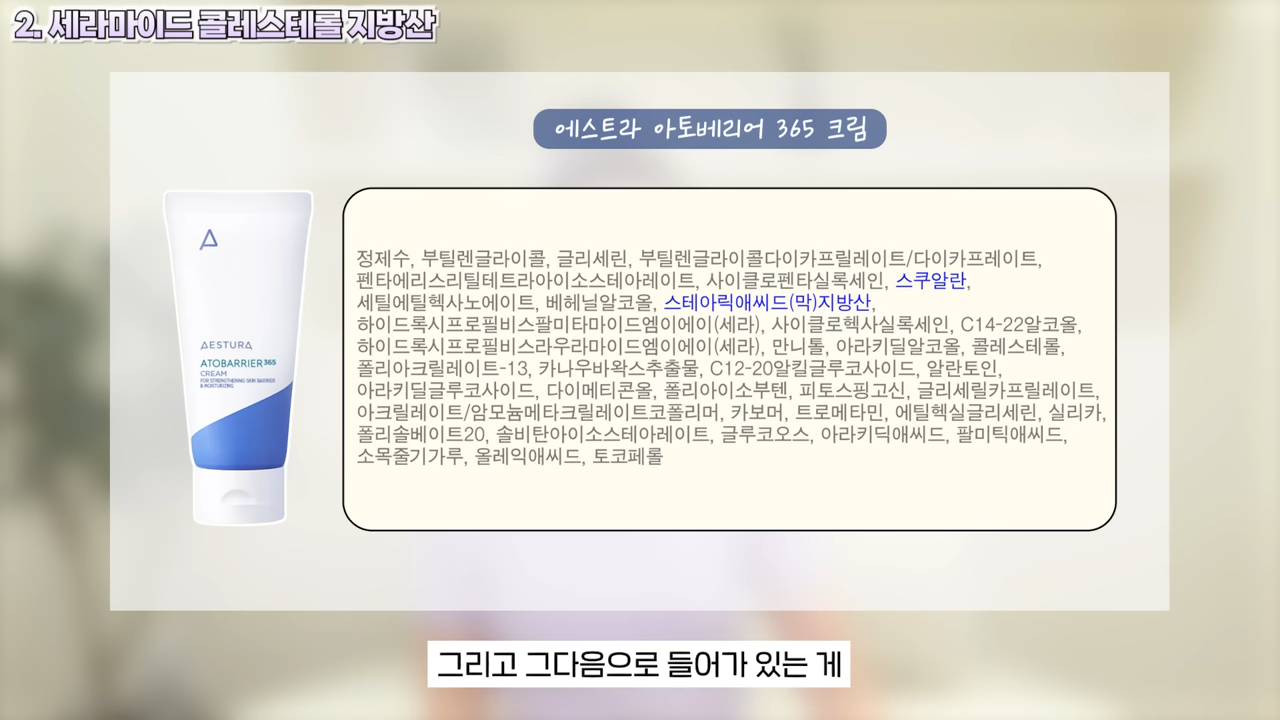 2. 세라마이드 콜레스테롤 지방산
에스트라 아토베리어 365 크림
AESTURA
ATOBARRIER365
CREAM
FOR STRENGTHENING SKIN BARRIER
& MOISTURIZING
정제수, 부틸렌글라이콜, 글리세린, 부틸렌글라이콜다이카프릴레이트/다이카프레이트,
펜타에리스리틸테트라아이소스테아레이트, 사이클로펜타실록세인, 스쿠알란,
세틸에틸헥사노에이트, 베헤닐알코올, 스테아릭애씨드(막)지방산,
하이드록시프로필비스팔미타마이드엠이에이(세라), 사이클로헥사실록세인, C14-22알코올,
하이드록시프로필비스라우라마이드엠이에이(세라), 만니톨, 아라키딜알코올, 콜레스테롤,
폴리아크릴레이트-13, 카나우바왁스추출물, C12-20알킬글루코사이드, 알란토인,
아라키딜글루코사이드, 다이메티콘올, 폴리아이소부텐, 피토스핑고신, 글리세릴카프릴레이트,
아크릴레이트/암모늄메타크릴레이트코폴리머, 카보머, 트로메타민, 에틸헥실글리세린, 실리카,
폴리솔베이트20, 솔비탄아이소스테아레이트, 글루코오스, 아라키딕애씨드, 팔미틱애씨드,
소목줄기가루, 올레익애씨드, 토코페롤
그리고 그다음으로 들어가 있는 게